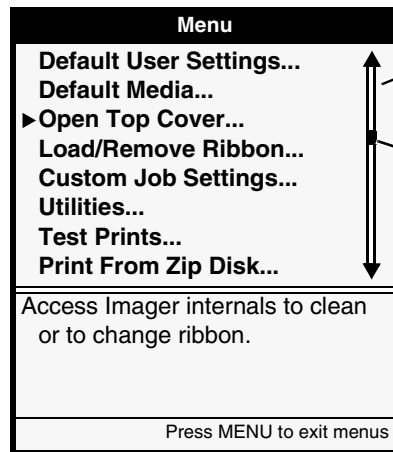 Menu
Default User Settings...
Default Media...
▶Open Top Cover...
Load/Remove Ribbon...
Custom Job Settings...
Utilities...
Test Prints...
Print From Zip Disk...
Access Imager internals to clean
or to change ribbon.
Press MENU to exit menus